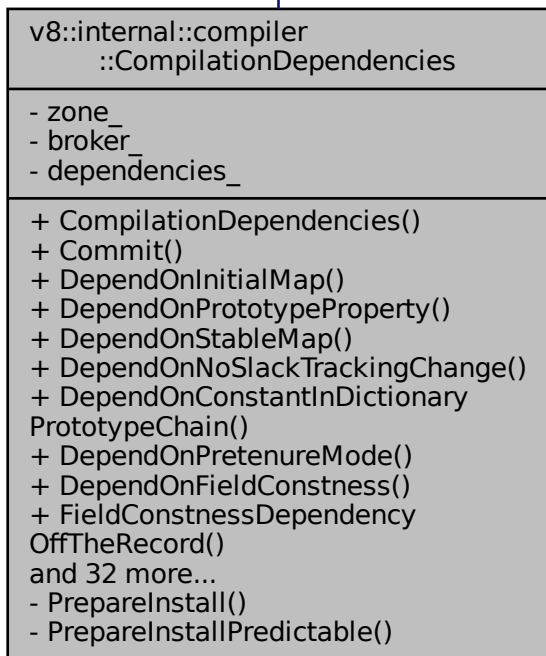 v8::internal::compiler
::CompilationDependencies
- zone_
- broker_
- dependencies_
+ CompilationDependencies()
+ Commit()
+ DependOnInitialMap()
+ DependOnPrototypeProperty()
+ DependOnStableMap()
+ DependOnNoSlackTrackingChange()
+ DependOnConstantInDictionary
PrototypeChain()
+ DependOnPretenureMode()
+ DependOnFieldConstness()
+ FieldConstnessDependency
OffTheRecord()
and 32 more...
- PrepareInstall()
- PrepareInstallPredictable()